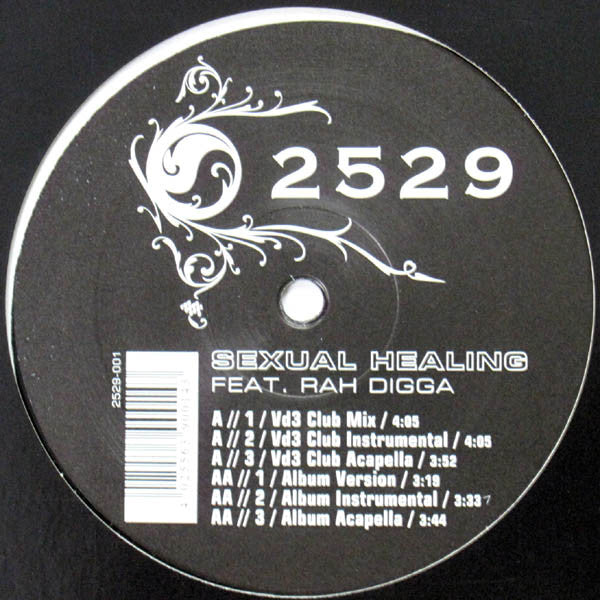 2529
SEXUAL HEALING
FEAT. RAH DIGGA
A // 1 / Vd3 Club Mix / 4:05
A // 2 / Vd3 Club Instrumental / 4:05
A // 3 / Vd3 Club Acapella / 3:52
AA // 1 / Album Version / 3:19
AA // 2 / Album Instrumental / 3:33
AA // 3 / Album Acapella / 3:44
2529-001